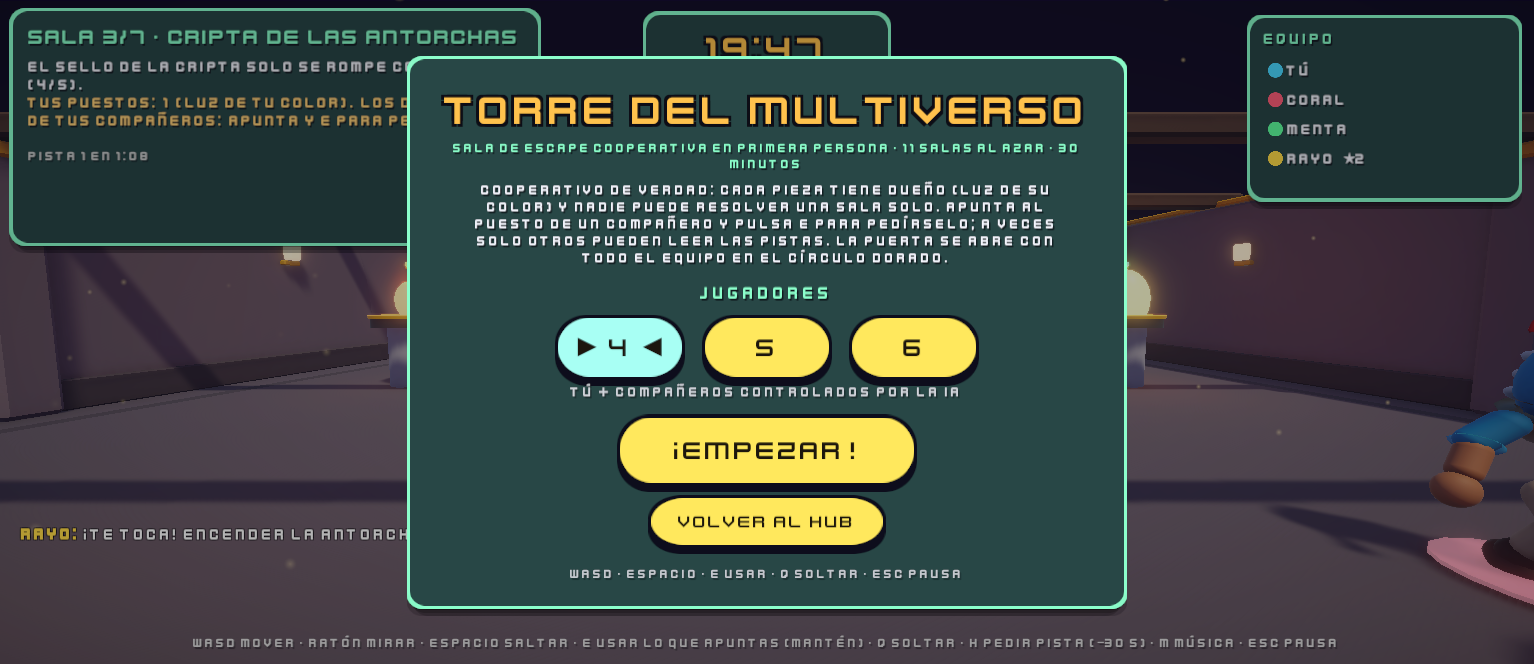 SALA 3/7 · CRIPTA DE LAS ANTORCHAS
EL SELLO DE LA CRIPTA SOLO SE ROMPE
(4/5).
TUS PUESTOS: 1 (LUZ DE TU COLOR). LOS
DE TUS COMPAÑEROS: APUNTA Y E PARA
PISTA 1 EN 1:08
19:47
EQUIPO
TÚ
CORAL
MENTA
RAYO ★2
TORRE DEL MULTIVERSO
SALA DE ESCAPE COOPERATIVA EN PRIMERA PERSONA · 11 SALAS AL AZAR · 30
MINUTOS
COOPERATIVO DE VERDAD: CADA PIEZA TIENE DUEÑO (LUZ DE SU
COLOR) Y NADIE PUEDE RESOLVER UNA SALA SOLO. APUNTA AL
PUESTO DE UN COMPAÑERO Y PULSA E PARA PEDÍRSELO; A VECES
SOLO OTROS PUEDEN LEER LAS PISTAS. LA PUERTA SE ABRE CON
TODO EL EQUIPO EN EL CÍRCULO DORADO.
JUGADORES
▶ 4 ◀
5
6
TÚ + COMPAÑEROS CONTROLADOS POR LA IA
¡EMPEZAR!
VOLVER AL HUB
WASD · ESPACIO · E USAR · Q SOLTAR · ESC PAUSA
RAYO: ¡TE TOCA! ENCENDER LA
WASD MOVER · RATÓN MIRAR · ESPACIO SALTAR · E USAR LO QUE APUNTAS (MANTÉN) · Q SOLTAR · H PEDIR PISTA (-30 S) · M MÚSICA · ESC PAUSA